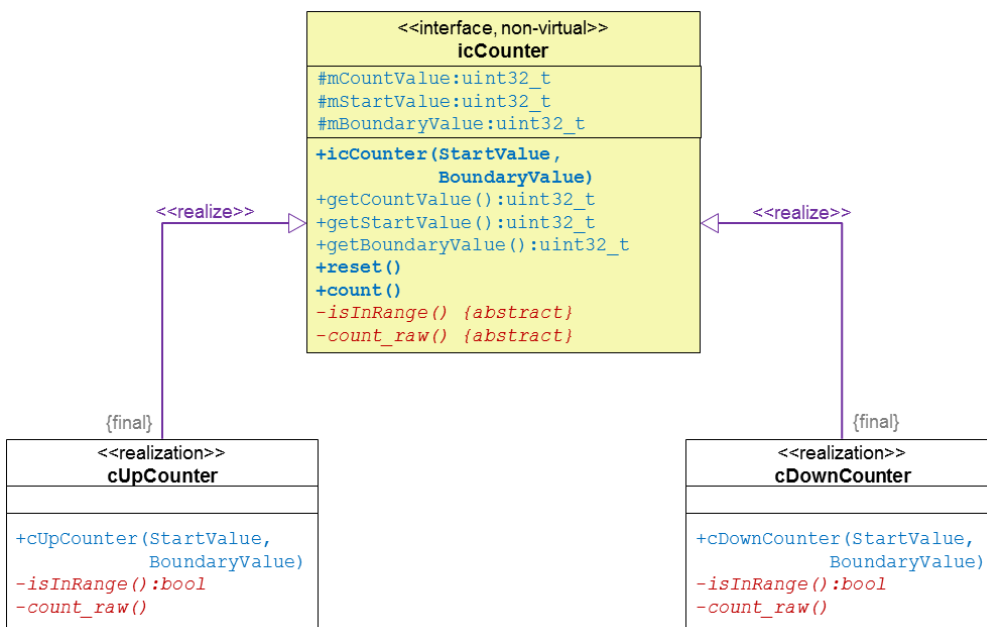 <<interface, non-virtual>>
icCounter
#mCountValue:uint32_t
#mStartValue:uint32_t
#mBoundaryValue:uint32_t
+icCounter(StartValue,
BoundaryValue)
+getCountValue():uint32_t
+getStartValue():uint32_t
+getBoundaryValue():uint32_t
+reset()
+count()
-isInRange() {abstract}
-count_raw() {abstract}
<<realize>>
<<realize>>
{final}
<<realization>>
cUpCounter
+cUpCounter(StartValue,
BoundaryValue)
-isInRange():bool
-count_raw()
{final}
<<realization>>
cDownCounter
+cDownCounter(StartValue,
BoundaryValue)
-isInRange():bool
-count_raw()